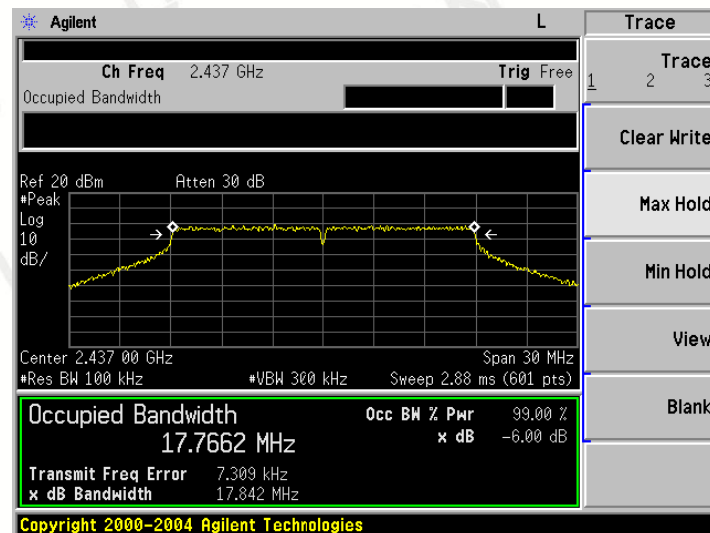 Agilent L Trace
Ch Freq 2.437 GHz Trig Free
Occupied Bandwidth
Trace
1 2 3
Clear Write
Max Hold
Min Hold
View
Blank
Ref 20 dBm Atten 30 dB
#Peak
Log
10
dB/
Center 2.437 00 GHz Span 30 MHz
#Res BW 100 kHz #VBW 300 kHz Sweep 2.88 ms (601 pts)
Occupied Bandwidth
17.7662 MHz
Occ BW % Pwr 99.00 %
x dB -6.00 dB
Transmit Freq Error 7.309 kHz
x dB Bandwidth 17.842 MHz
Copyright 2000-2004 Agilent Technologies